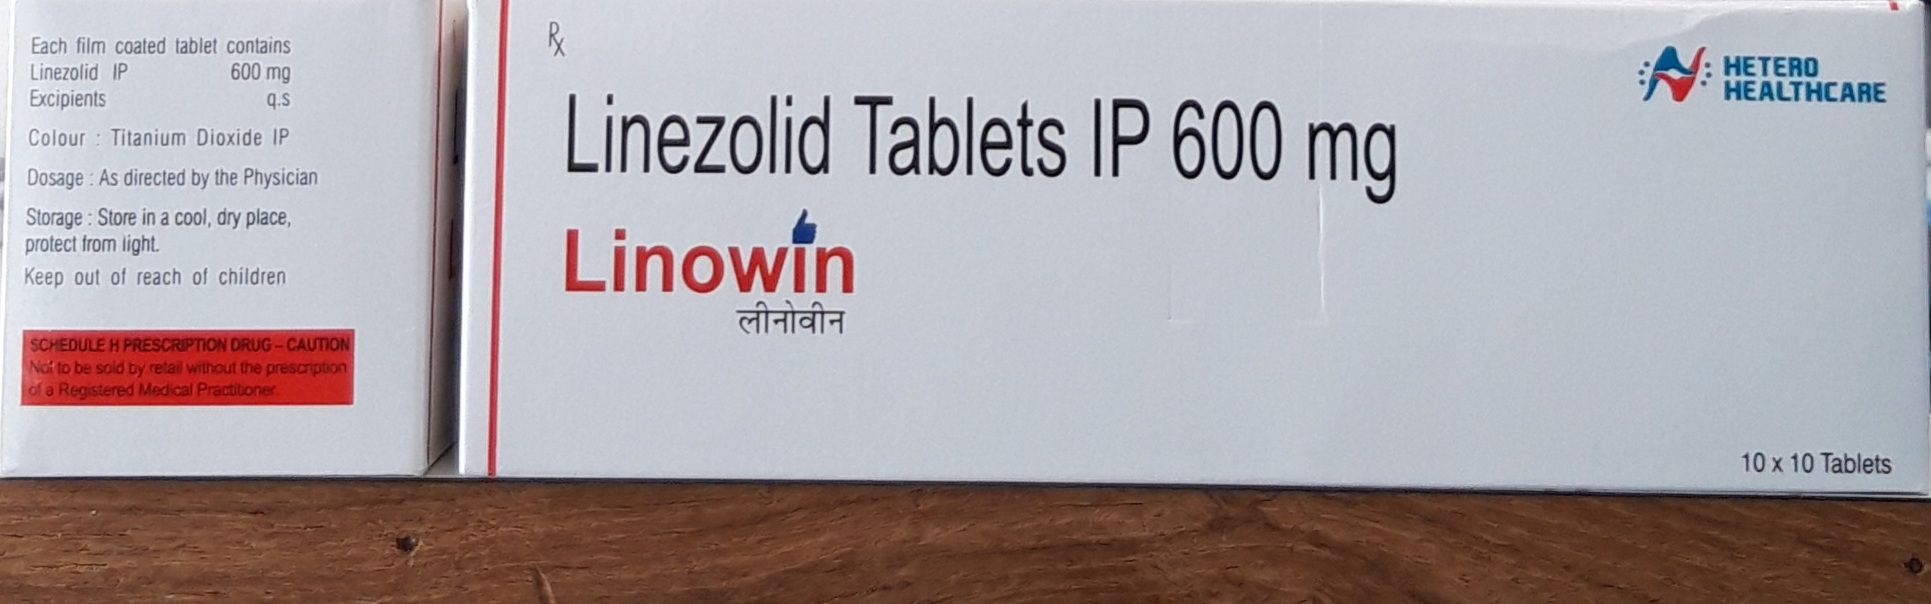 Each film coated tablet contains
Linezolid IP 600 mg
Excipients q.s
Colour : Titanium Dioxide IP
Dosage : As directed by the Physician
Storage : Store in a cool, dry place,
protect from light.
Keep out of reach of children
SCHEDULE H PRESCRIPTION DRUG – CAUTION
Not to be sold by retail without the prescription
of a Registered Medical Practitioner.
Rx
Linezolid Tablets IP 600 mg
Linowin
लीनोवीन
HETERO
HEALTHCARE
10 x 10 Tablets